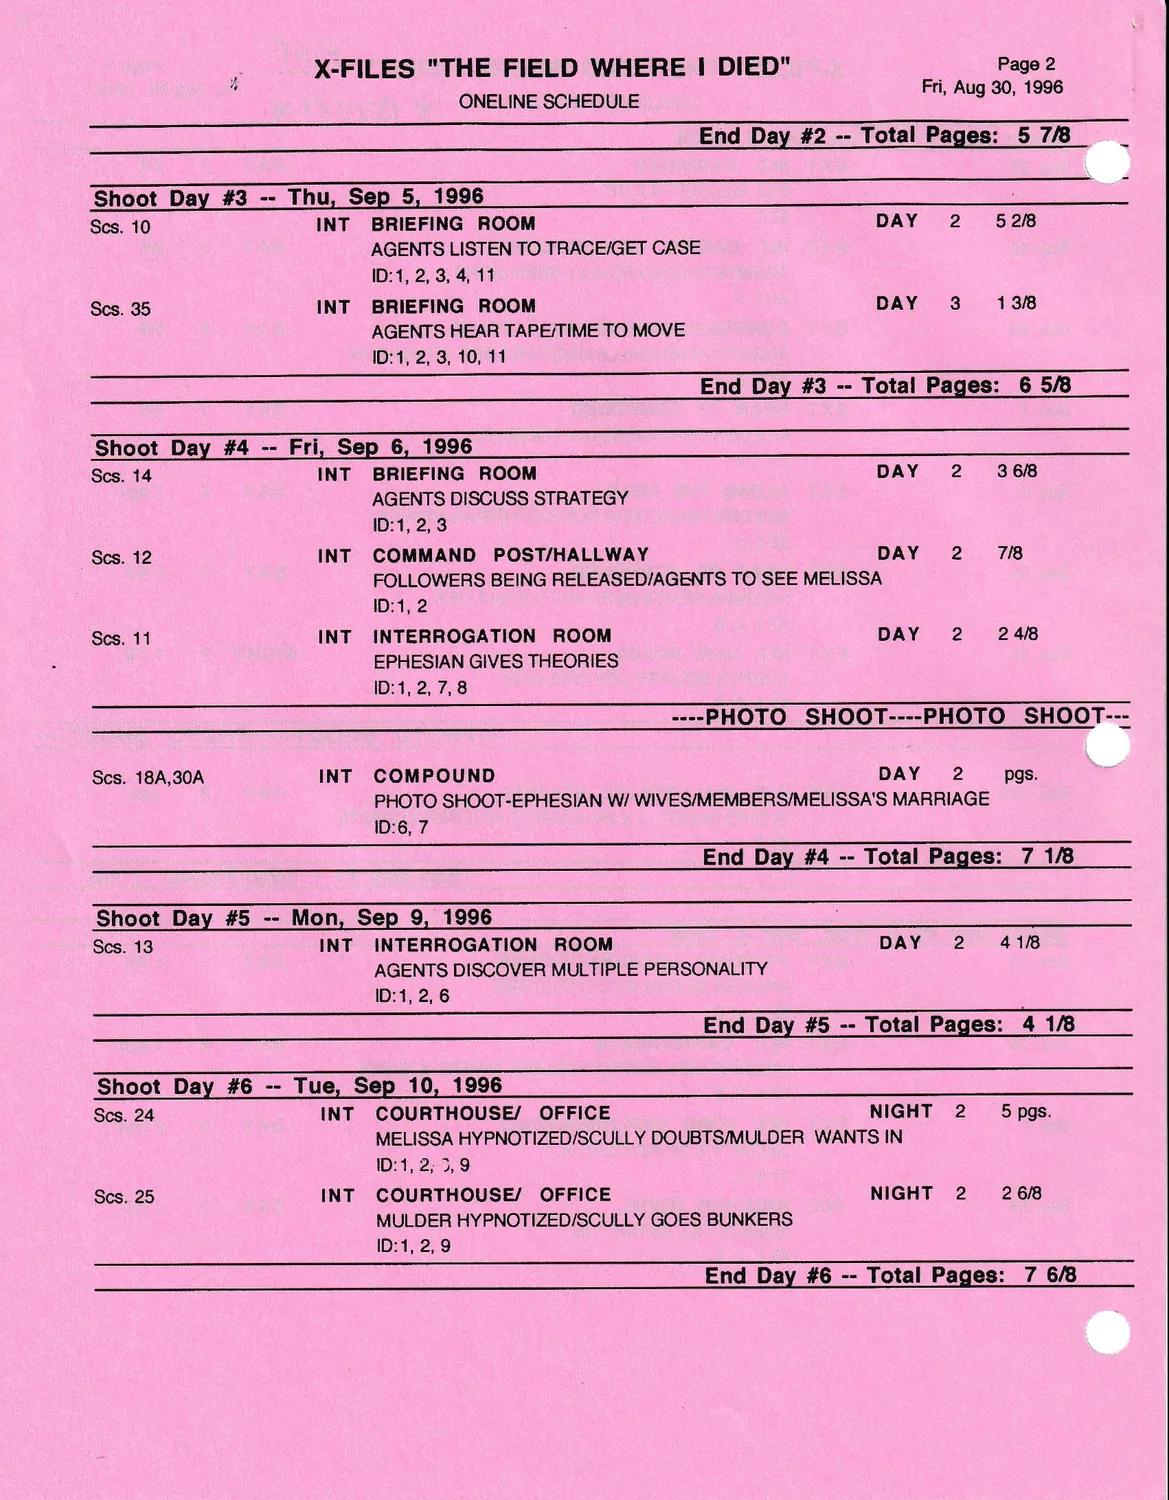 X-FILES "THE FIELD WHERE I DIED"
Page 2
ONELINE SCHEDULE
Fri, Aug 30, 1996
End Day #2 -- Total Pages: 5 7/8
Shoot Day #3 -- Thu, Sep 5, 1996
Scs. 10 INT BRIEFING ROOM DAY 2 5 2/8
AGENTS LISTEN TO TRACE/GET CASE
ID:1, 2, 3, 4, 11
Scs. 35 INT BRIEFING ROOM DAY 3 1 3/8
AGENTS HEAR TAPE/TIME TO MOVE
ID:1, 2, 3, 10, 11
End Day #3 -- Total Pages: 6 5/8
Shoot Day #4 -- Fri, Sep 6, 1996
Scs. 14 INT BRIEFING ROOM DAY 2 3 6/8
AGENTS DISCUSS STRATEGY
ID:1, 2, 3
Scs. 12 INT COMMAND POST/HALLWAY DAY 2 7/8
FOLLOWERS BEING RELEASED/AGENTS TO SEE MELISSA
ID:1, 2
Scs. 11 INT INTERROGATION ROOM DAY 2 2 4/8
EPHESIAN GIVES THEORIES
ID:1, 2, 7, 8
----PHOTO SHOOT----PHOTO SHOOT---
Scs. 18A,30A INT COMPOUND DAY 2 pgs.
PHOTO SHOOT-EPHESIAN W/ WIVES/MEMBERS/MELISSA'S MARRIAGE
ID:6, 7
End Day #4 -- Total Pages: 7 1/8
Shoot Day #5 -- Mon, Sep 9, 1996
Scs. 13 INT INTERROGATION ROOM DAY 2 4 1/8
AGENTS DISCOVER MULTIPLE PERSONALITY
ID:1, 2, 6
End Day #5 -- Total Pages: 4 1/8
Shoot Day #6 -- Tue, Sep 10, 1996
Scs. 24 INT COURTHOUSE/ OFFICE NIGHT 2 5 pgs.
MELISSA HYPNOTIZED/SCULLY DOUBTS/MULDER WANTS IN
ID:1, 2, , 9
Scs. 25 INT COURTHOUSE/ OFFICE NIGHT 2 2 6/8
MULDER HYPNOTIZED/SCULLY GOES BUNKERS
ID:1, 2, 9
End Day #6 -- Total Pages: 7 6/8